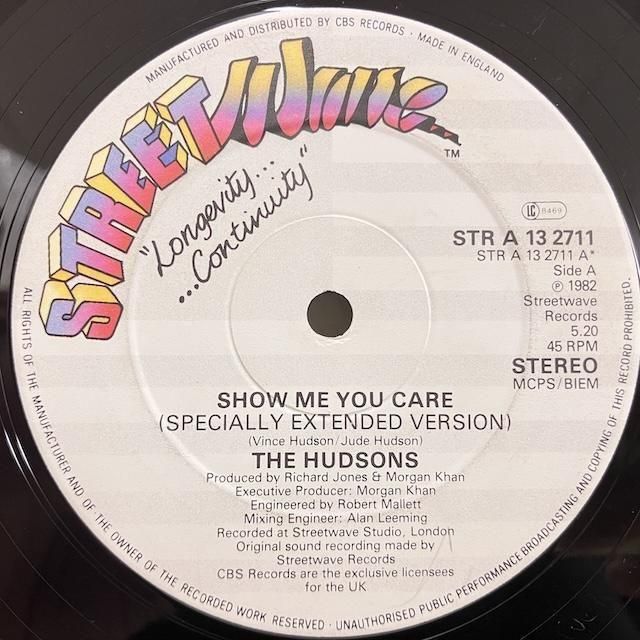 MANUFACTURED AND DISTRIBUTED BY CBS RECORDS · MADE IN ENGLAND
STREETWave
TM
"Longevity...
...Continuity"
LC 8469
STR A 13 2711
STR A 13 2711 A*
Side A
℗ 1982
Streetwave
Records
5.20
45 RPM
STEREO
MCPS/BIEM
SHOW ME YOU CARE
(SPECIALLY EXTENDED VERSION)
(Vince Hudson/Jude Hudson)
THE HUDSONS
Produced by Richard Jones & Morgan Khan
Executive Producer: Morgan Khan
Engineered by Robert Mallett
Mixing Engineer: Alan Leeming
Recorded at Streetwave Studio, London
Original sound recording made by
Streetwave Records
CBS Records are the exclusive licensees
for the UK
ALL RIGHTS OF THE MANUFACTURER AND OF THE OWNER OF THE RECORDED WORK RESERVED · UNAUTHORISED PUBLIC PERFORMANCE BROADCASTING AND COPYING OF THIS RECORD PROHIBITED.